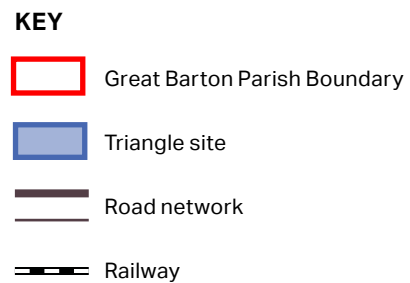 KEY
Great Barton Parish Boundary
Triangle site
Road network
Railway